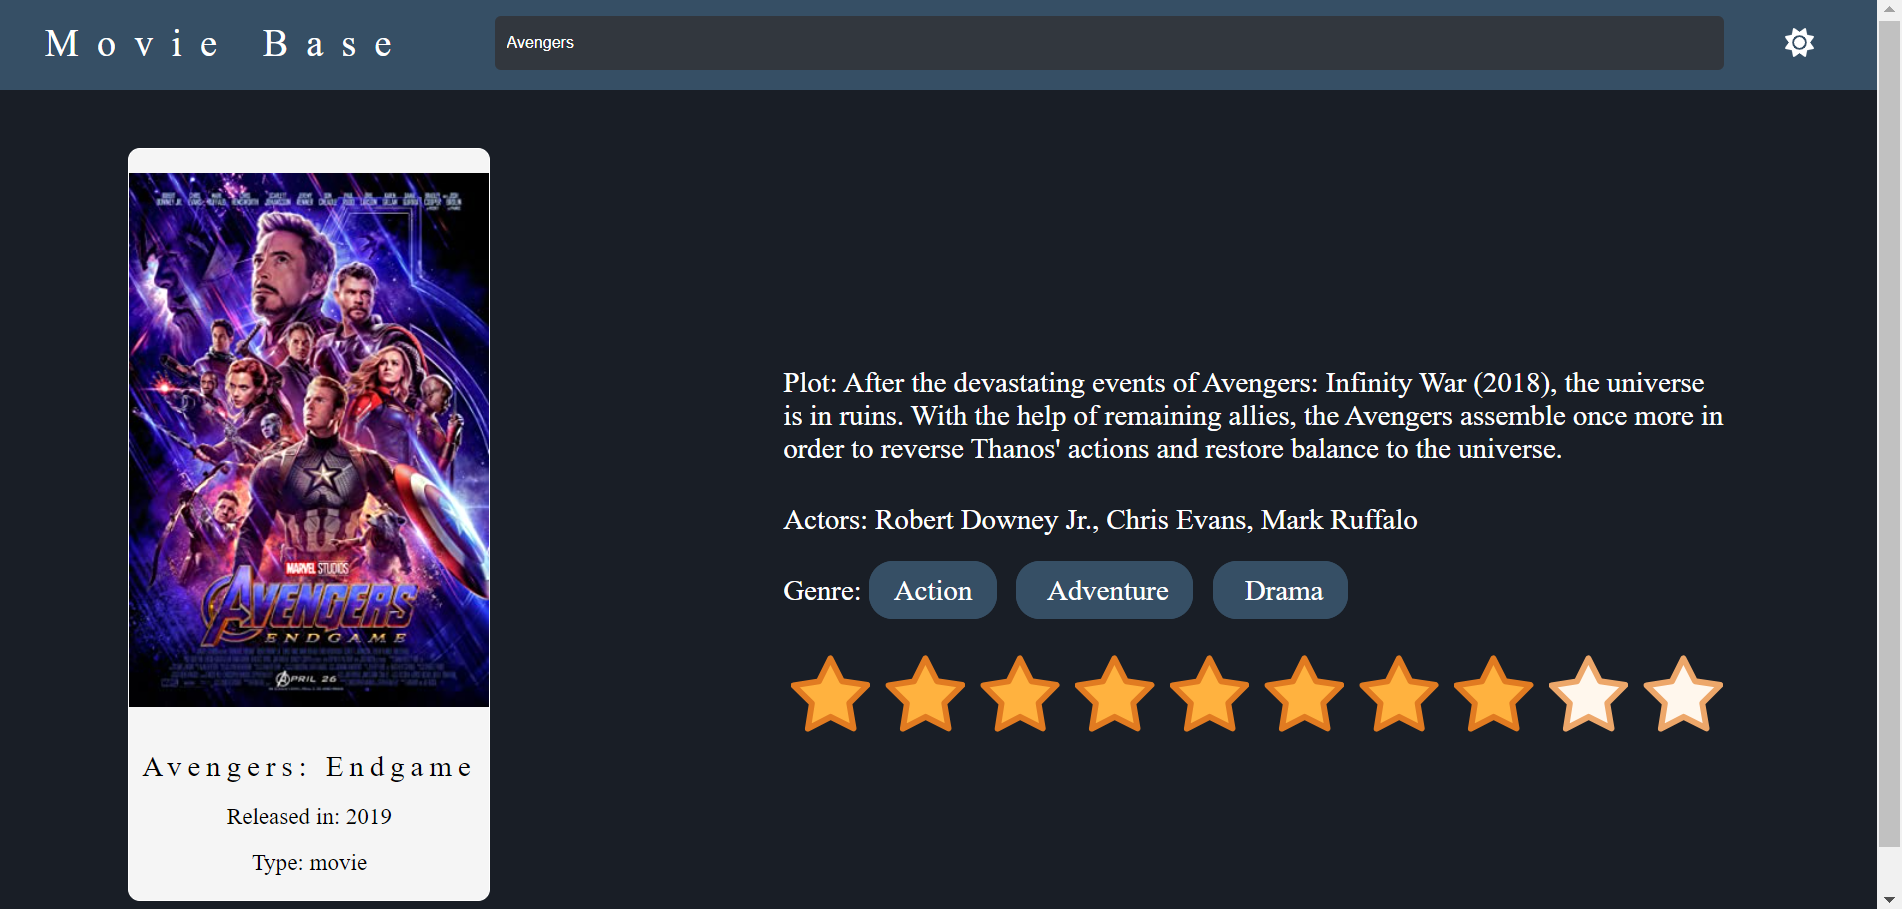 Movie Base
Avengers
MARVEL STUDIOS
AVENGERS
ENDGAME
APRIL 26
Avengers: Endgame
Released in: 2019
Type: movie
Plot: After the devastating events of Avengers: Infinity War (2018), the universe
is in ruins. With the help of remaining allies, the Avengers assemble once more in
order to reverse Thanos' actions and restore balance to the universe.
Actors: Robert Downey Jr., Chris Evans, Mark Ruffalo
Genre: Action Adventure Drama